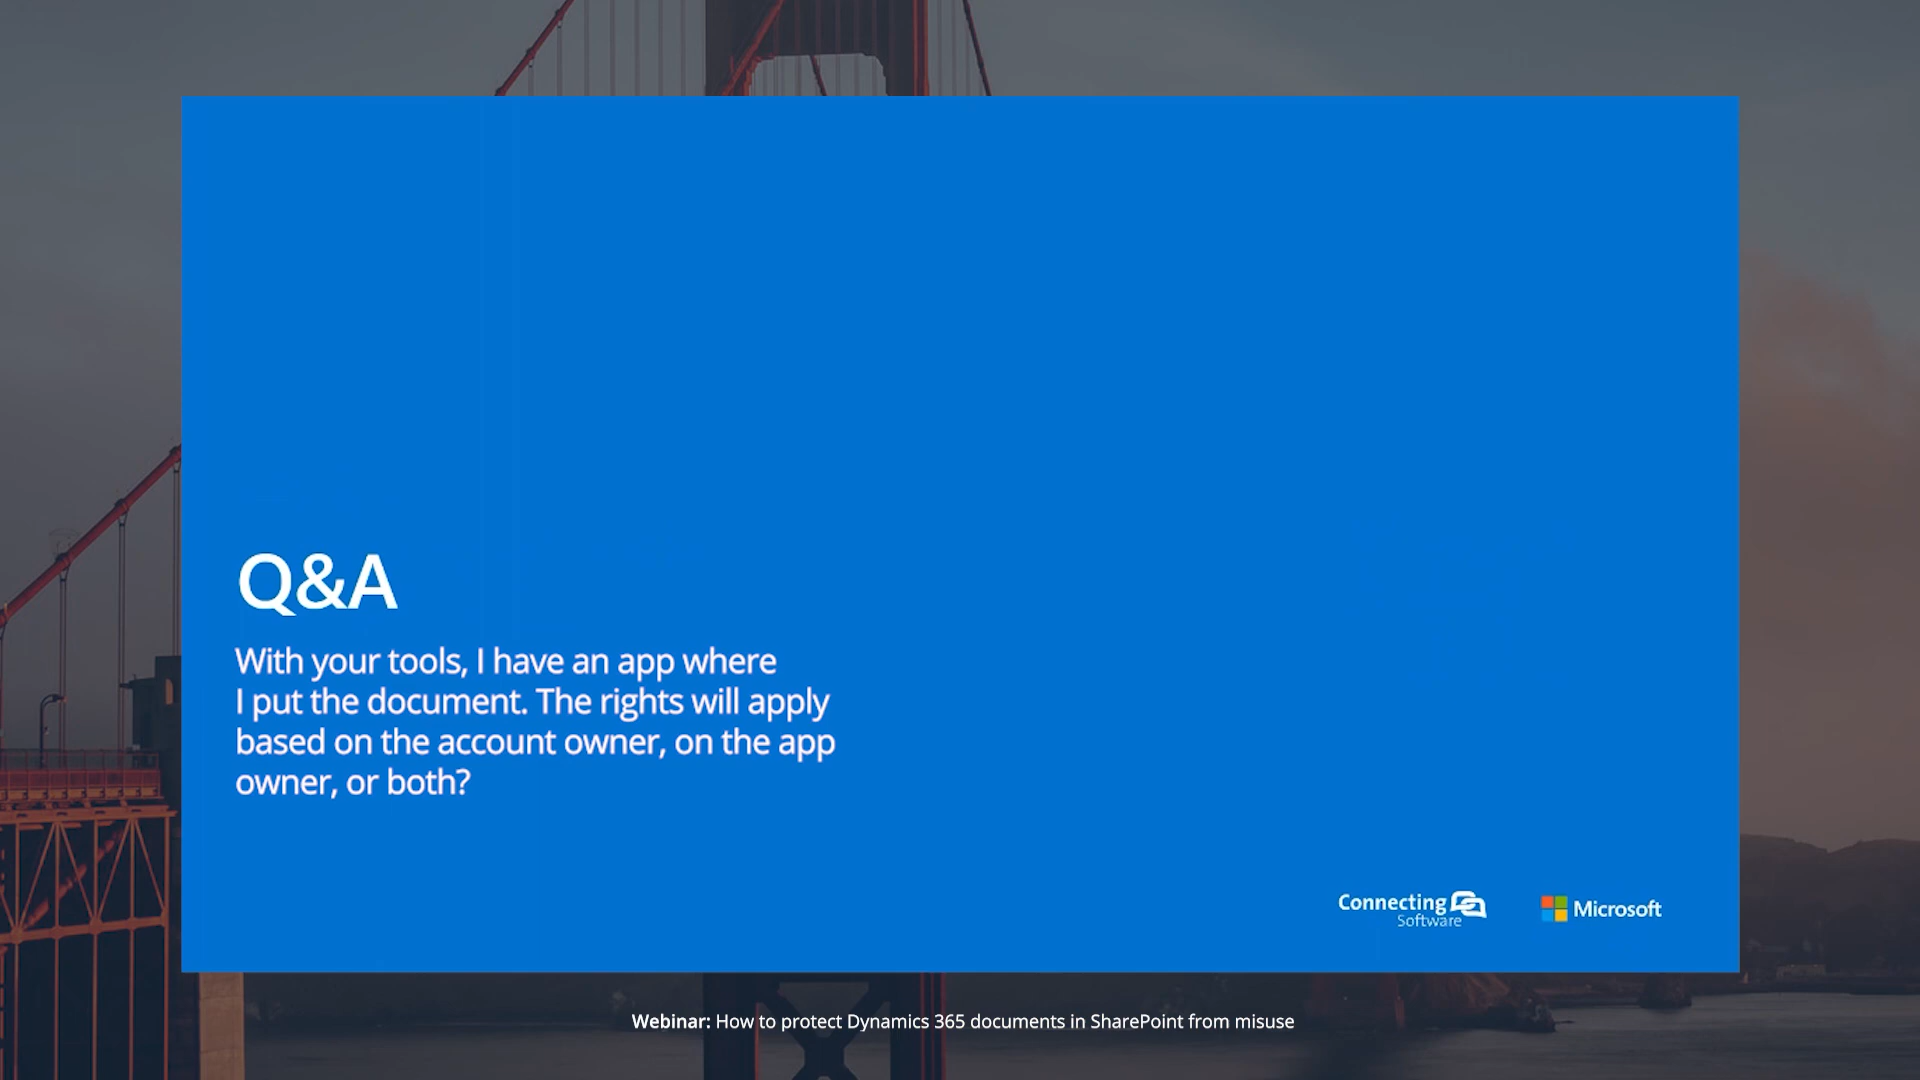 Q&A
With your tools, I have an app where
I put the document. The rights will apply
based on the account owner, on the app
owner, or both?
Connecting
Software
Microsoft
Webinar: How to protect Dynamics 365 documents in SharePoint from misuse